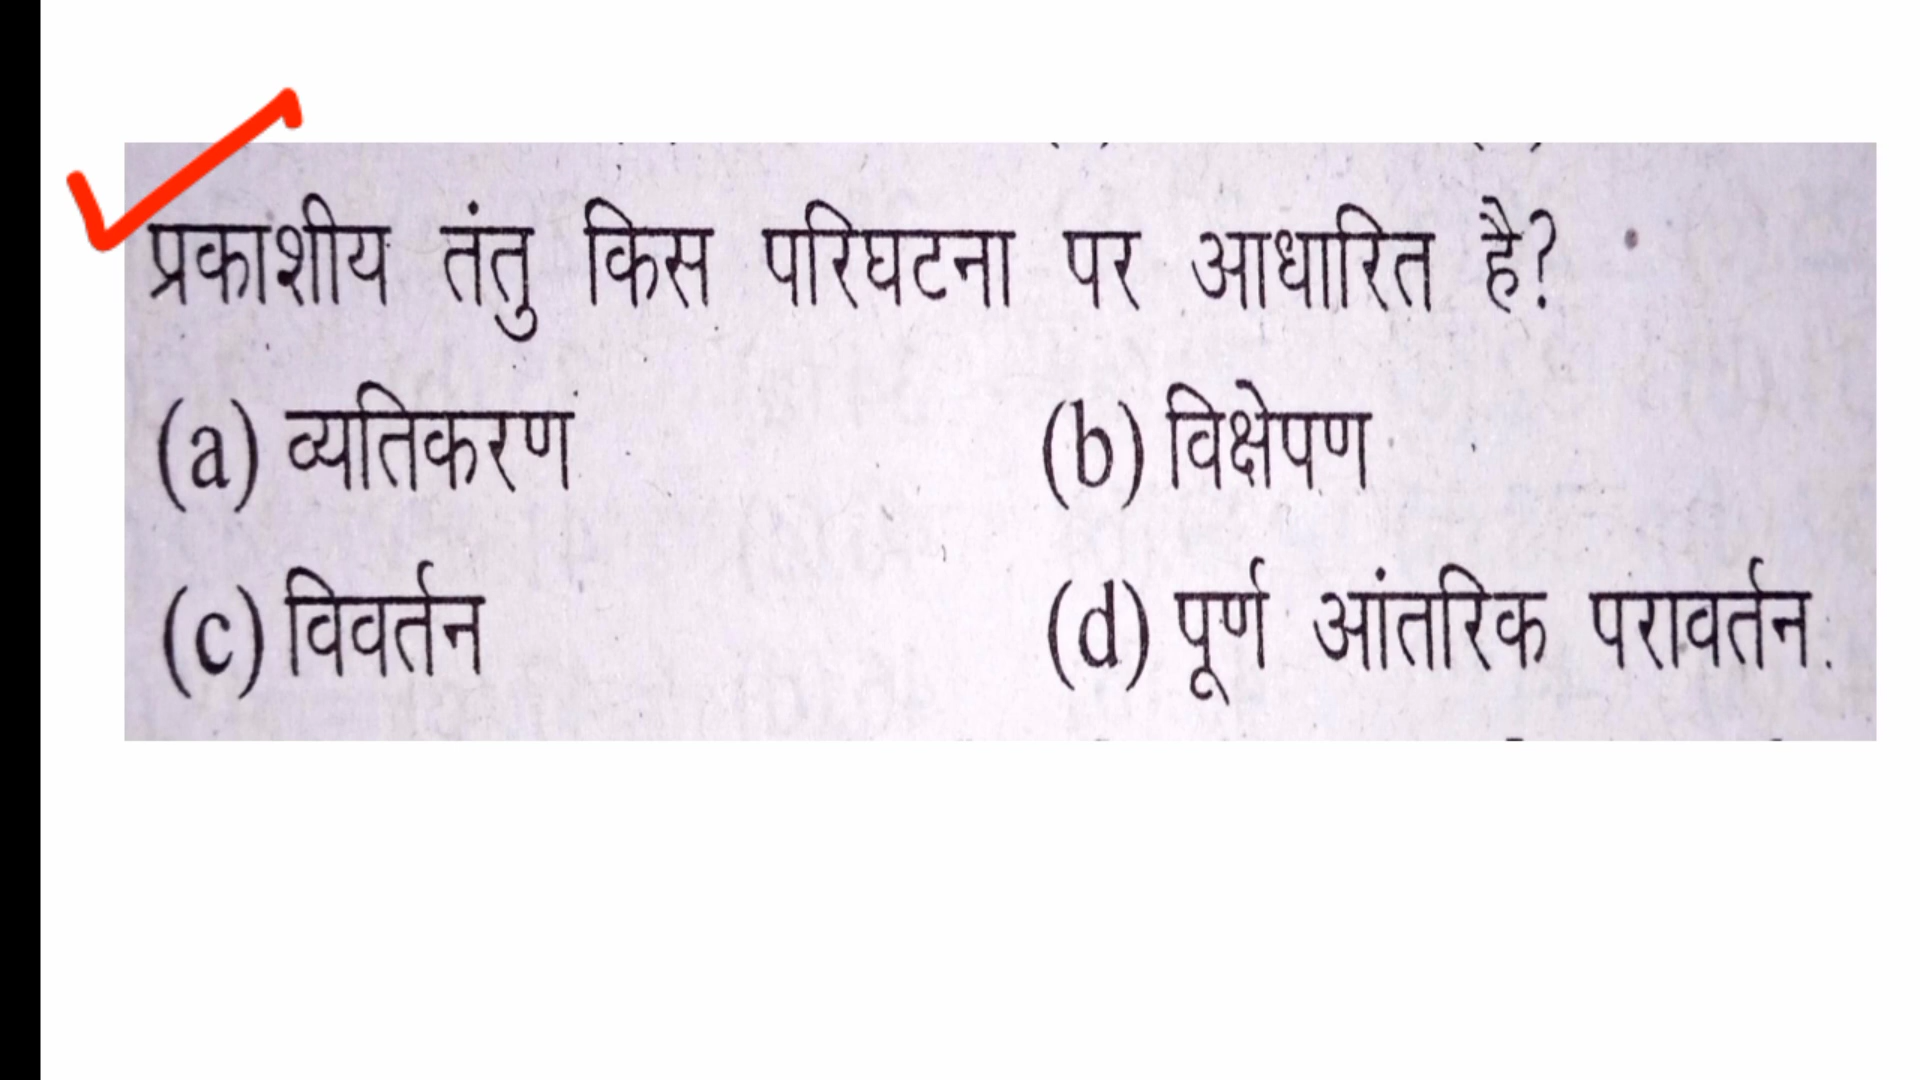 प्रकाशीय तंतु किस परिघटना पर आधारित है?
(a) व्यतिकरण (b) विक्षेपण
(c) विवर्तन (d) पूर्ण आंतरिक परावर्तन